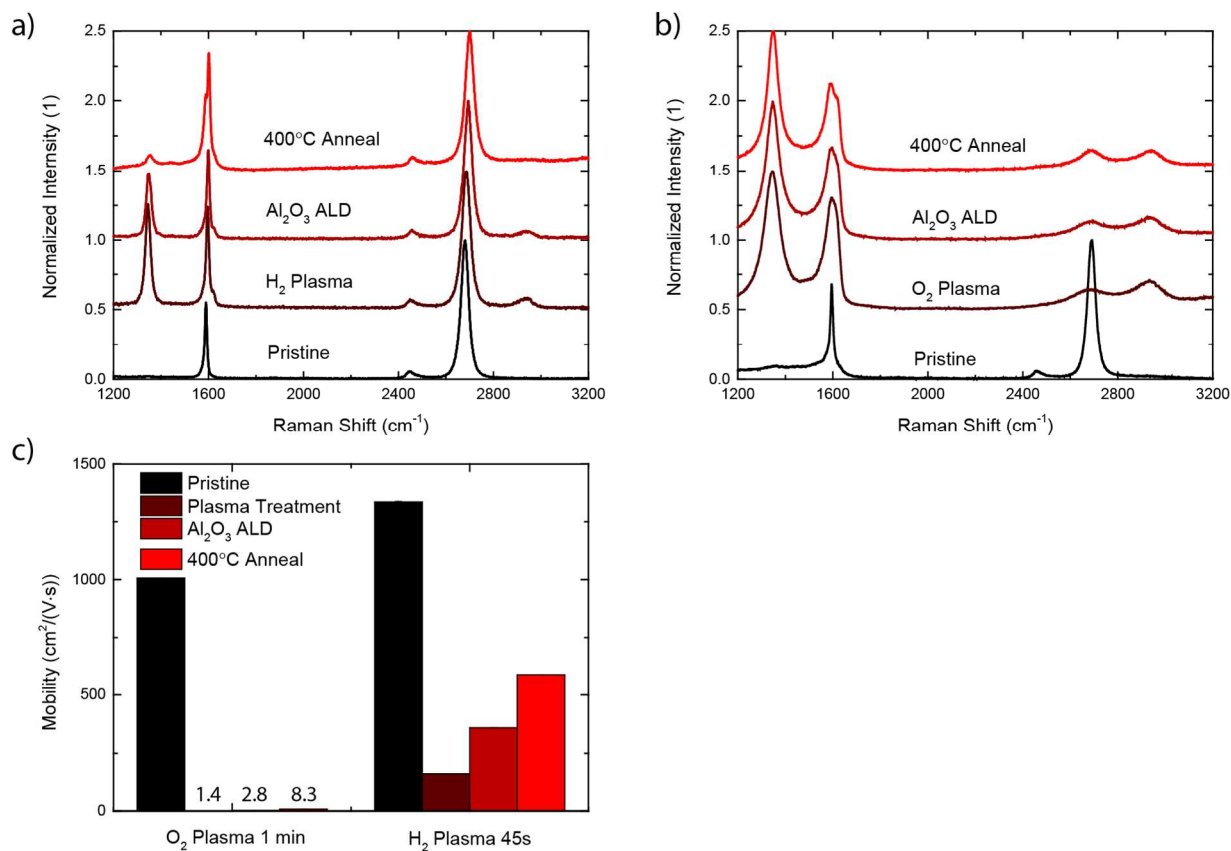 a)
2.5
2.0
1.5
1.0
0.5
0.0
Normalized Intensity (1)
400°C Anneal
Al₂O₃ ALD
H₂ Plasma
Pristine
1200 1600 2000 2400 2800 3200
Raman Shift (cm⁻¹)
b)
2.5
2.0
1.5
1.0
0.5
0.0
Normalized Intensity (1)
400°C Anneal
Al₂O₃ ALD
O₂ Plasma
Pristine
1200 1600 2000 2400 2800 3200
Raman Shift (cm⁻¹)
c)
1500
1000
500
0
Mobility (cm²/(V·s))
Pristine
Plasma Treatment
Al₂O₃ ALD
400°C Anneal
1.4 2.8 8.3
O₂ Plasma 1 min H₂ Plasma 45s